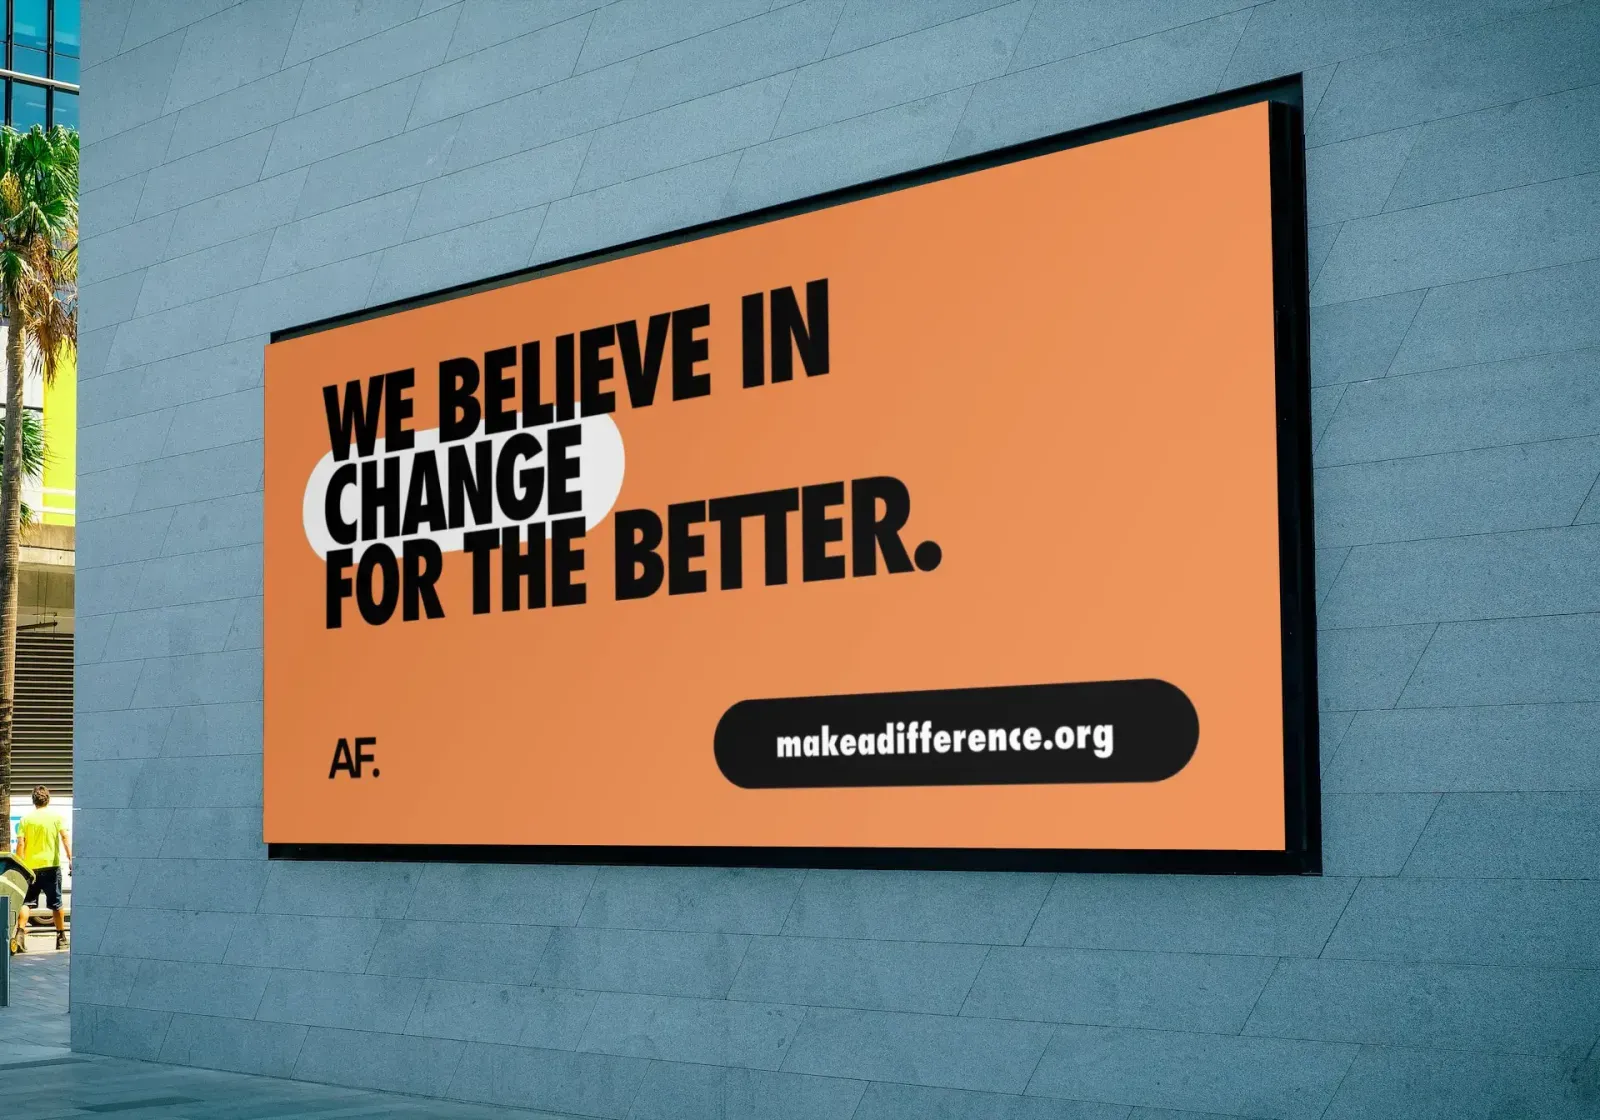 WE BELIEVE IN
CHANGE
FOR THE BETTER.
AF.
makeadifference.org